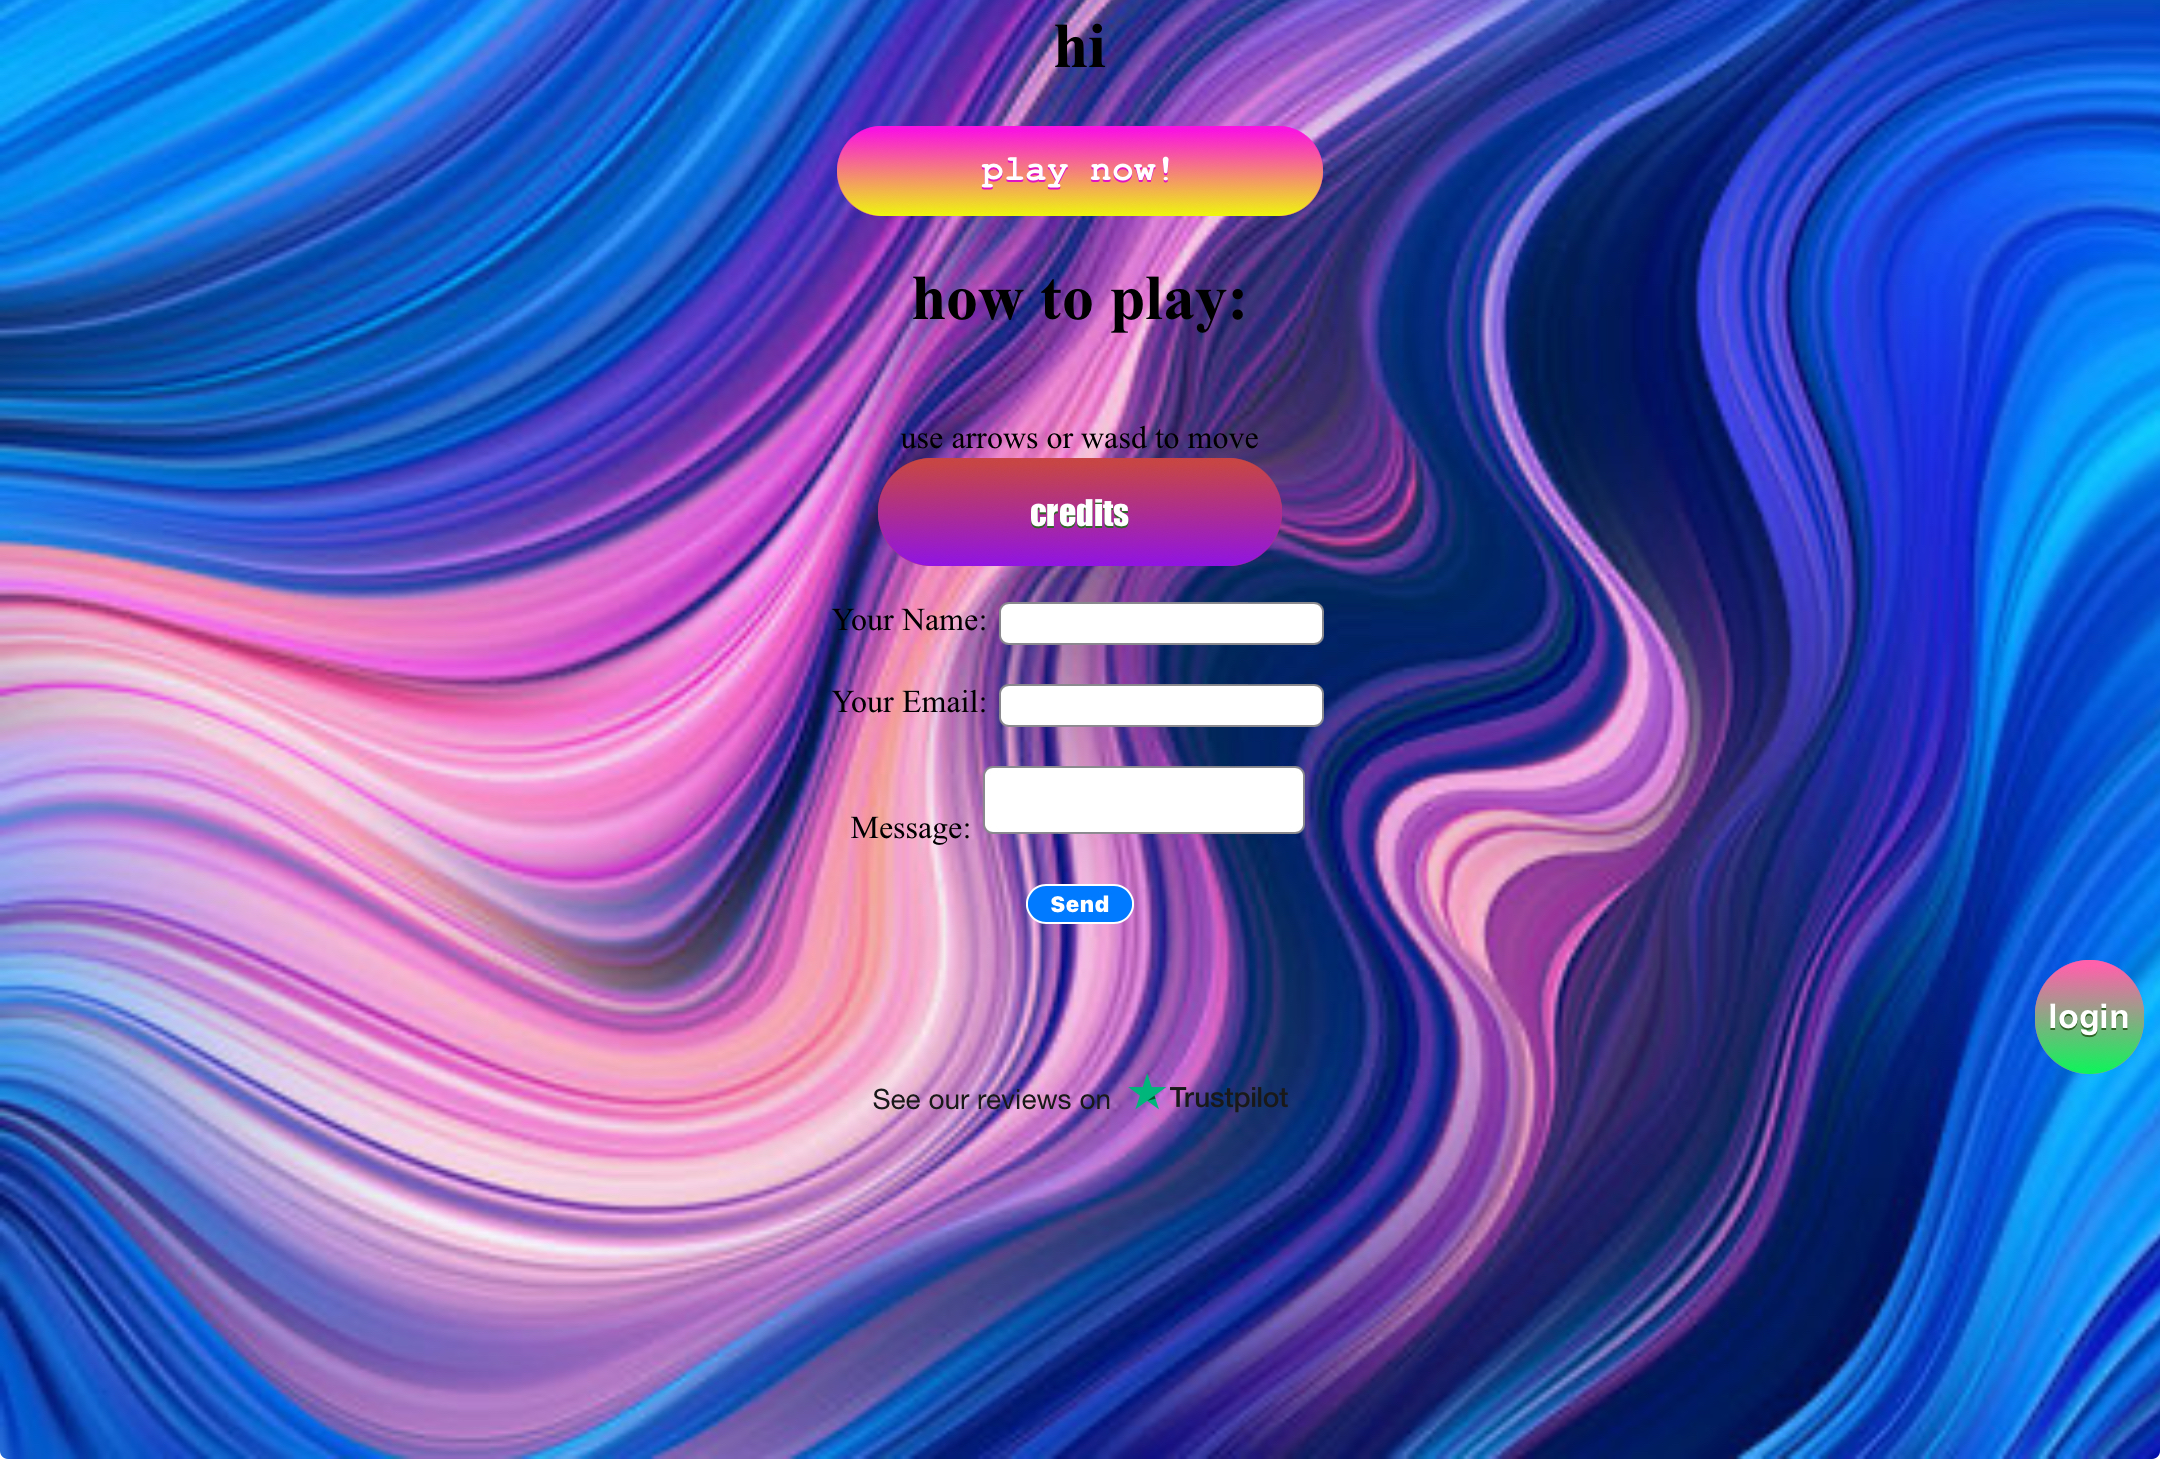 hi
play now!
how to play:
use arrows or wasd to move
credits
Your Name:
Your Email:
Message:
Send
login
See our reviews on Trustpilot